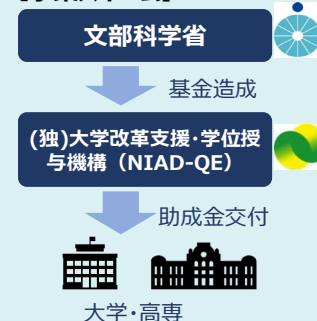 文部科学省
基金造成
(独)大学改革支援・学位授
与機構（NIAD-QE）
助成金交付
大学・高専